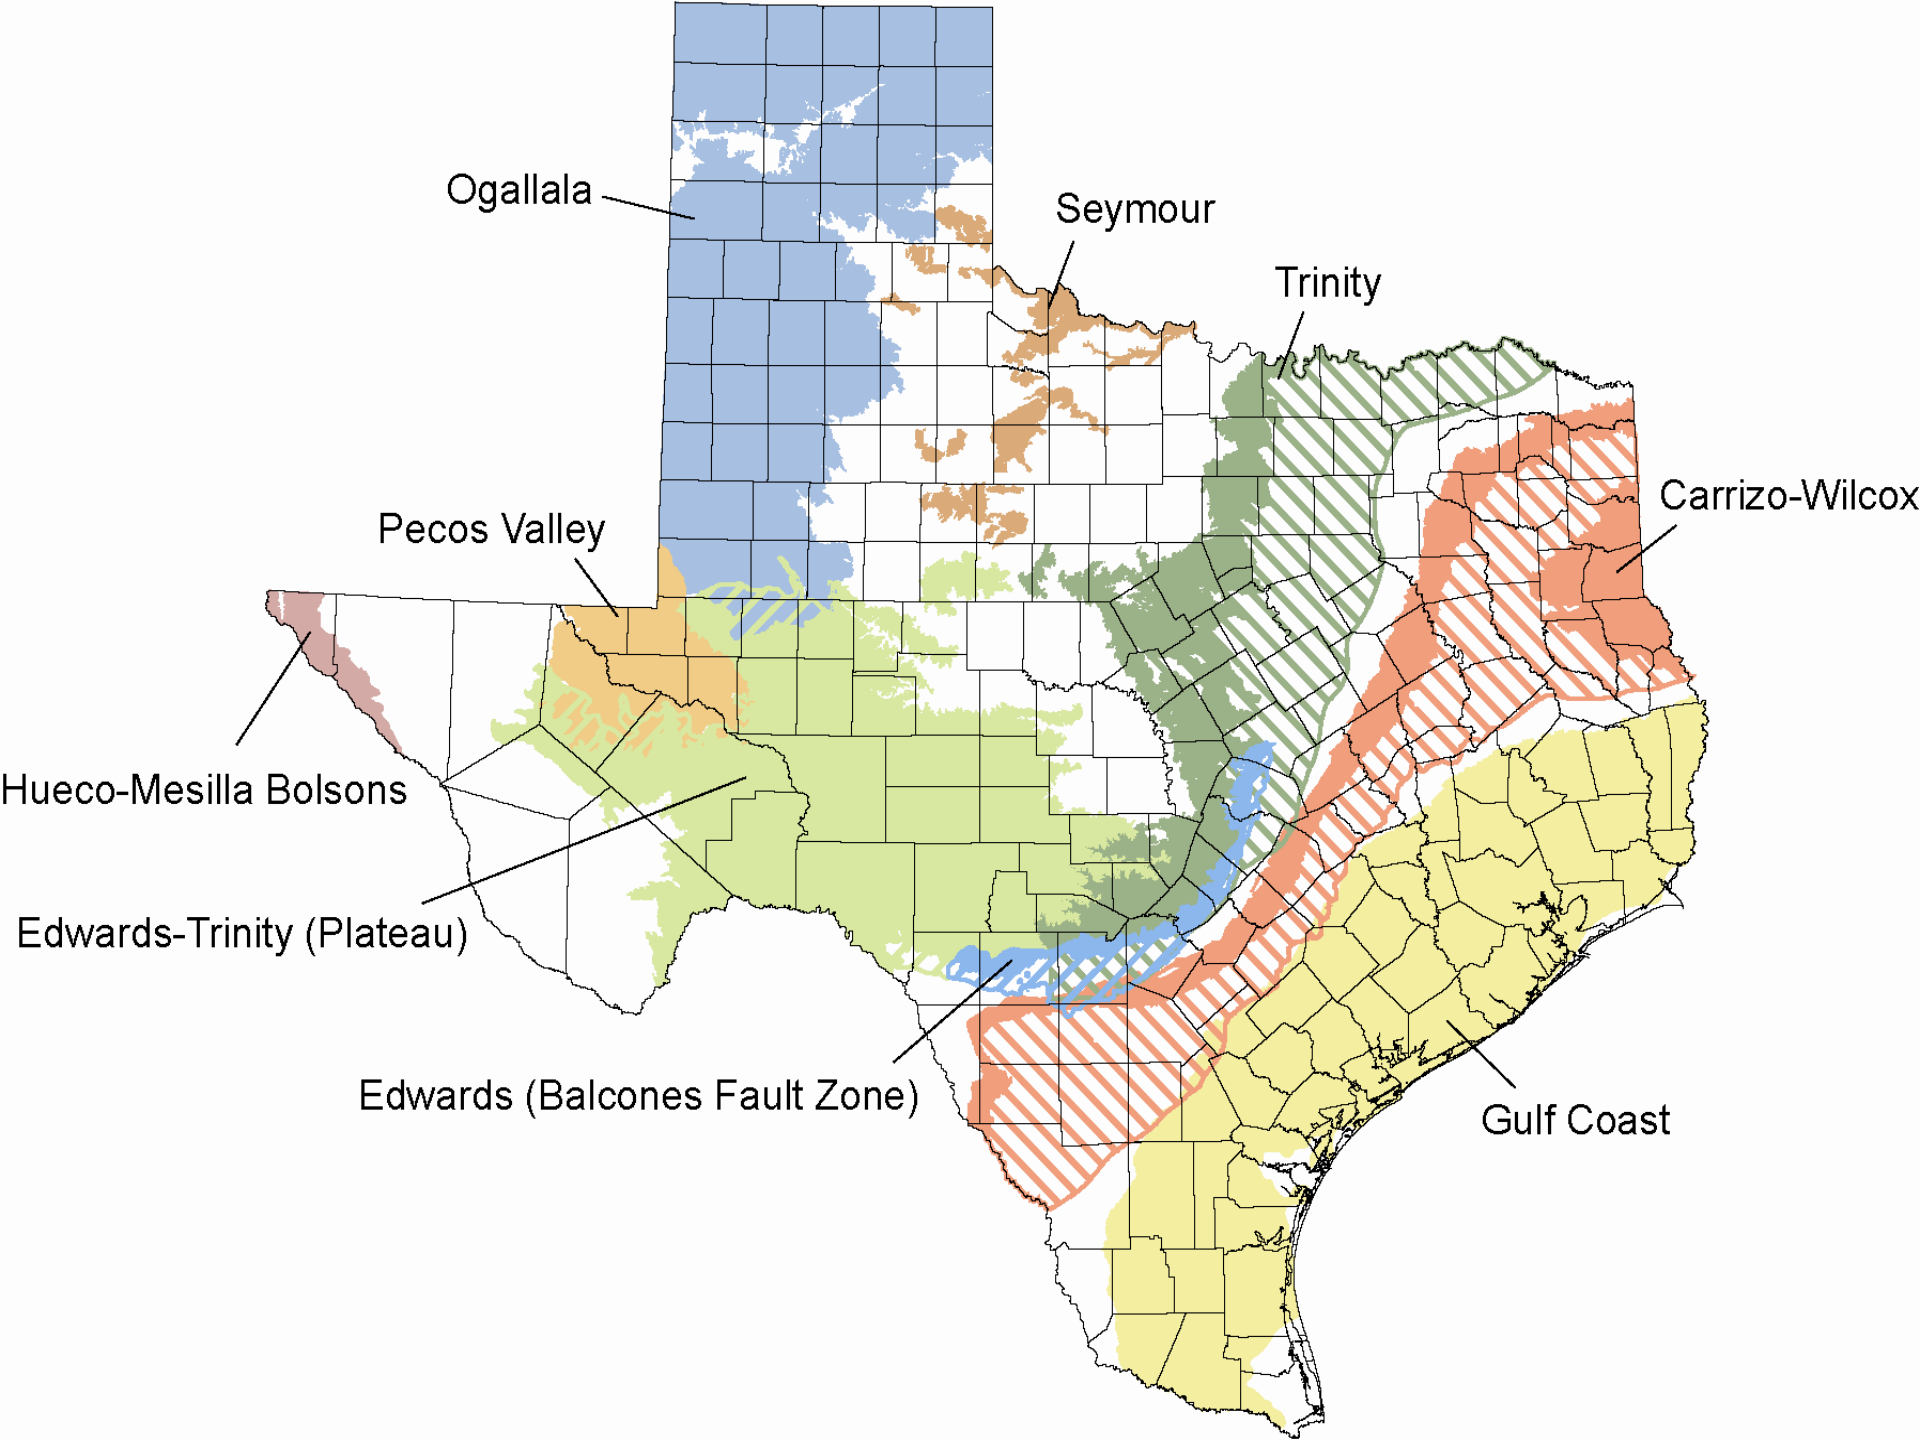 Ogallala
Seymour
Trinity
Carrizo-Wilcox
Pecos Valley
Hueco-Mesilla Bolsons
Edwards-Trinity (Plateau)
Edwards (Balcones Fault Zone)
Gulf Coast